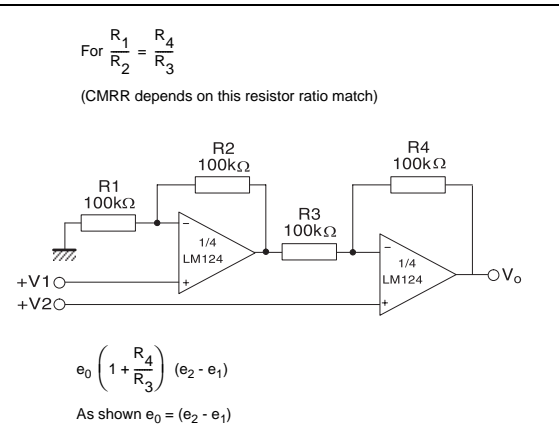 For R1/R2 = R4/R3
(CMRR depends on this resistor ratio match)
R2
100kΩ
R4
100kΩ
R1
100kΩ
R3
100kΩ
1/4
LM124
1/4
LM124
+V1
+V2
Vo
e0 (1 + R4/R3) (e2 - e1)
As shown e0 = (e2 - e1)